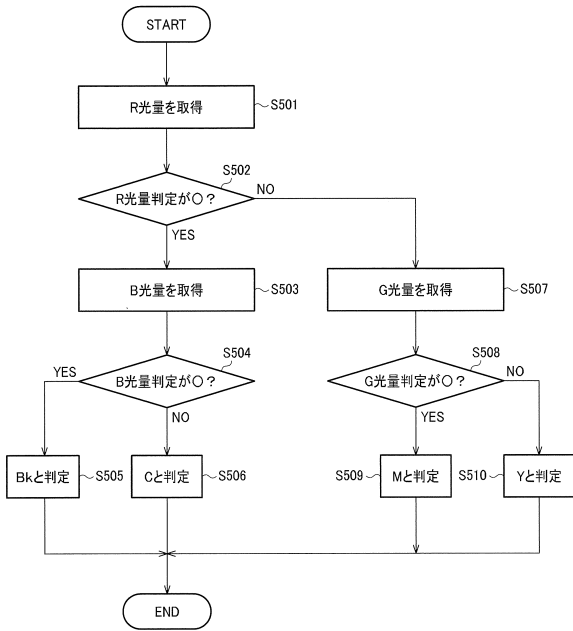 START
R光量を取得
S501
S502
R光量判定が○?
NO
YES
B光量を取得
S503
G光量を取得
S507
S504
B光量判定が○?
YES
NO
S508
G光量判定が○?
NO
YES
Bkと判定
S505
Cと判定
S506
S509
Mと判定
S510
Yと判定
END